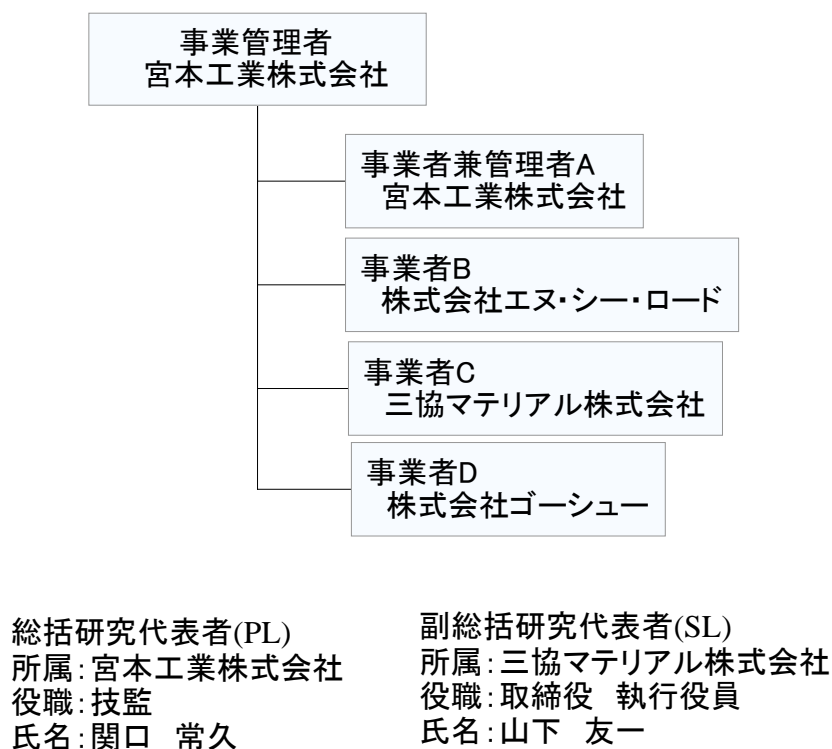 事業管理者
宮本工業株式会社
事業者兼管理者A
宮本工業株式会社
事業者B
株式会社エヌ・シー・ロード
事業者C
三協マテリアル株式会社
事業者D
株式会社ゴーシュー
総括研究代表者(PL)
所属:宮本工業株式会社
役職:技監
氏名:関口 常久
副総括研究代表者(SL)
所属:三協マテリアル株式会社
役職:取締役 執行役員
氏名:山下 友一